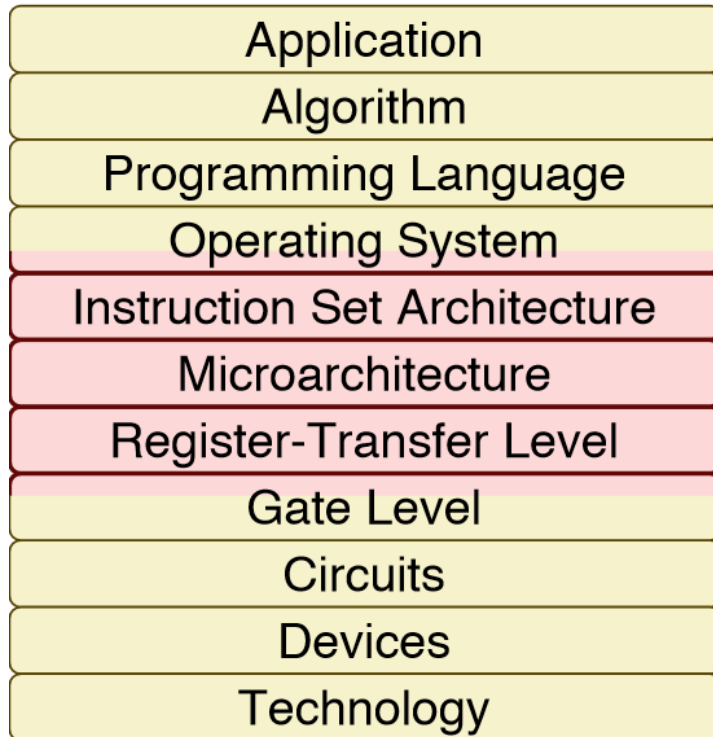 Application
Algorithm
Programming Language
Operating System
Instruction Set Architecture
Microarchitecture
Register-Transfer Level
Gate Level
Circuits
Devices
Technology